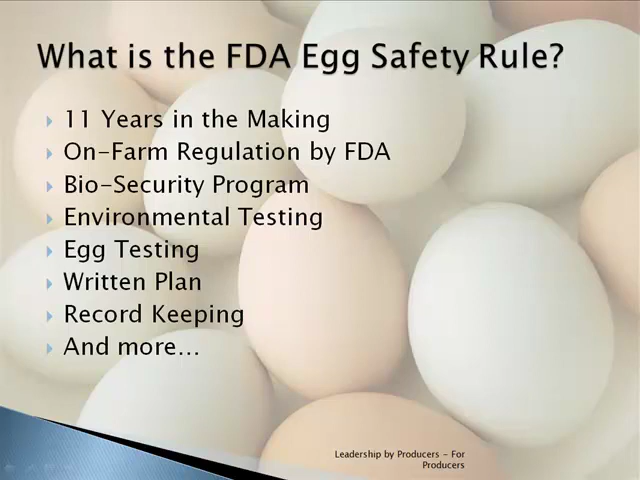 What is the FDA Egg Safety Rule?
11 Years in the Making
On-Farm Regulation by FDA
Bio-Security Program
Environmental Testing
Egg Testing
Written Plan
Record Keeping
And more...
Leadership by Producers - For
Producers